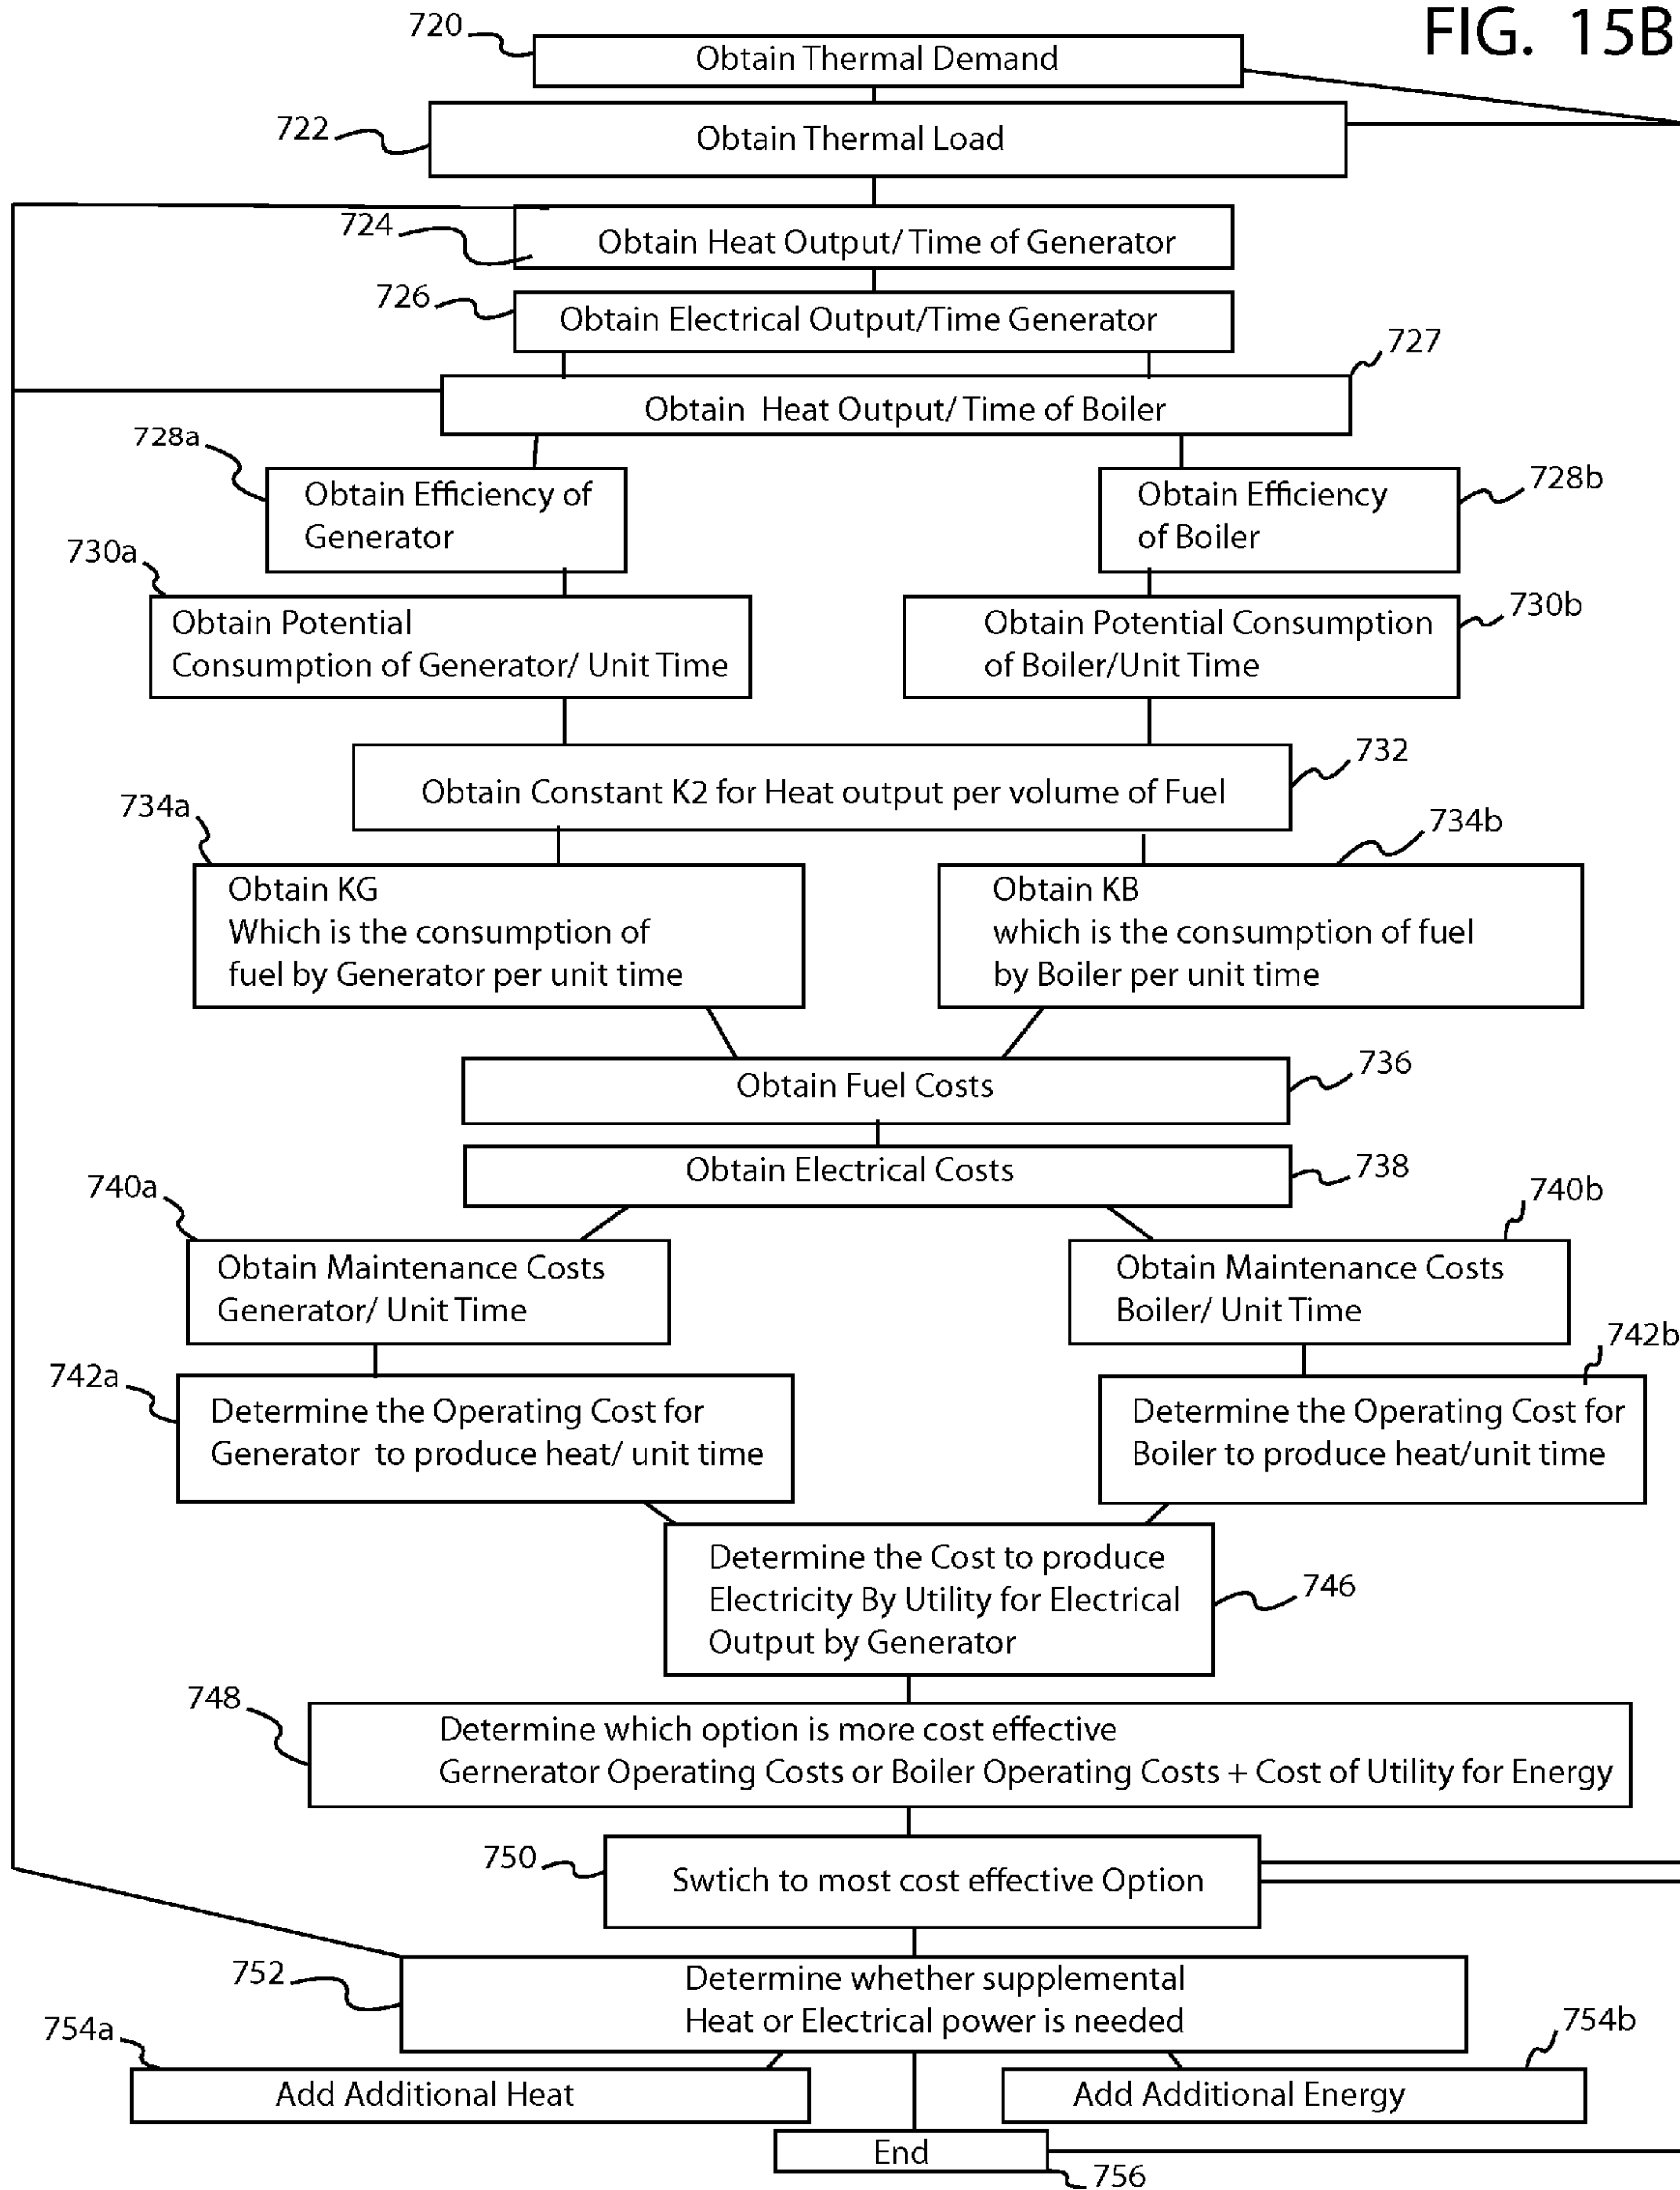 FIG. 15B
720
Obtain Thermal Demand
722
Obtain Thermal Load
724
Obtain Heat Output/ Time of Generator
726
Obtain Electrical Output/Time Generator
727
Obtain Heat Output/ Time of Boiler
728a
Obtain Efficiency of
Generator
728b
Obtain Efficiency
of Boiler
730a
Obtain Potential
Consumption of Generator/ Unit Time
730b
Obtain Potential Consumption
of Boiler/Unit Time
732
Obtain Constant K2 for Heat output per volume of Fuel
734a
Obtain KG
Which is the consumption of
fuel by Generator per unit time
734b
Obtain KB
which is the consumption of fuel
by Boiler per unit time
736
Obtain Fuel Costs
738
Obtain Electrical Costs
740a
Obtain Maintenance Costs
Generator/ Unit Time
740b
Obtain Maintenance Costs
Boiler/ Unit Time
742a
Determine the Operating Cost for
Generator to produce heat/ unit time
742b
Determine the Operating Cost for
Boiler to produce heat/unit time
746
Determine the Cost to produce
Electricity By Utility for Electrical
Output by Generator
748
Determine which option is more cost effective
Gernerator Operating Costs or Boiler Operating Costs + Cost of Utility for Energy
750
Swtich to most cost effective Option
752
Determine whether supplemental
Heat or Electrical power is needed
754a
Add Additional Heat
754b
Add Additional Energy
End
756